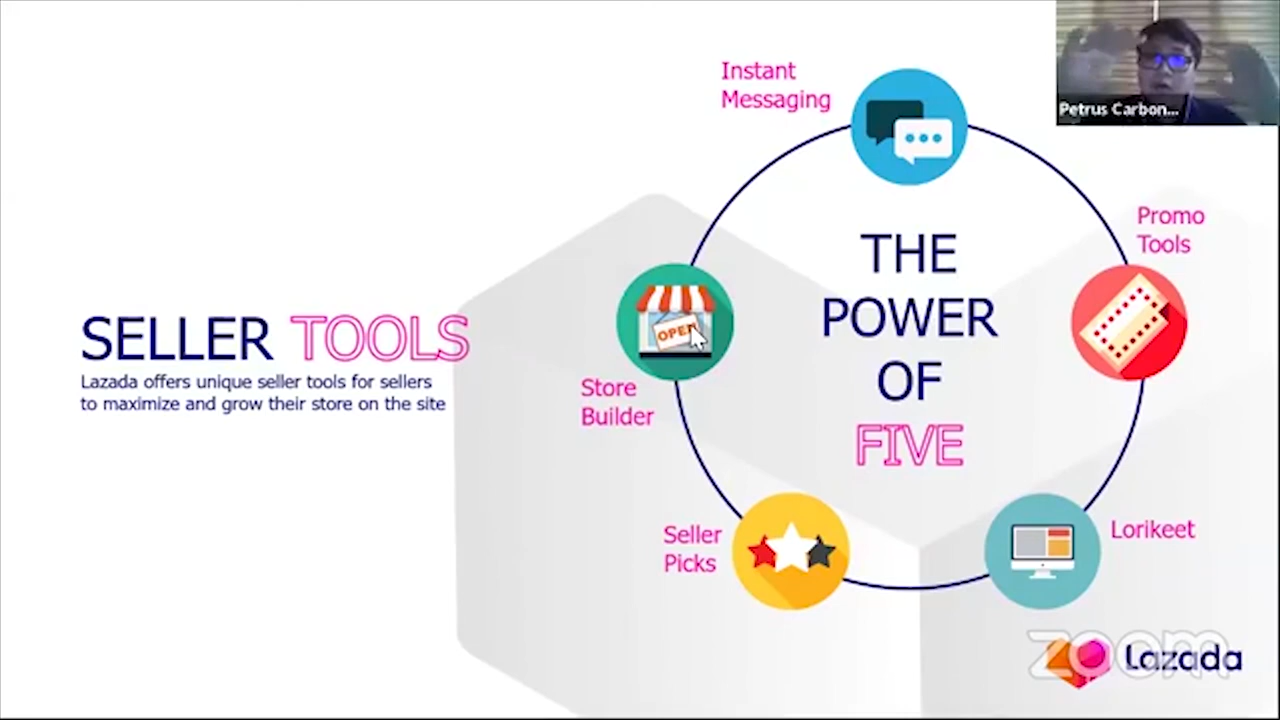 SELLER TOOLS
Lazada offers unique seller tools for sellers
to maximize and grow their store on the site
Instant
Messaging
Promo
Tools
THE
POWER
OF
FIVE
Store
Builder
OPEN
Seller
Picks
Lorikeet
Petrus Carbon...
zoom
Lazada